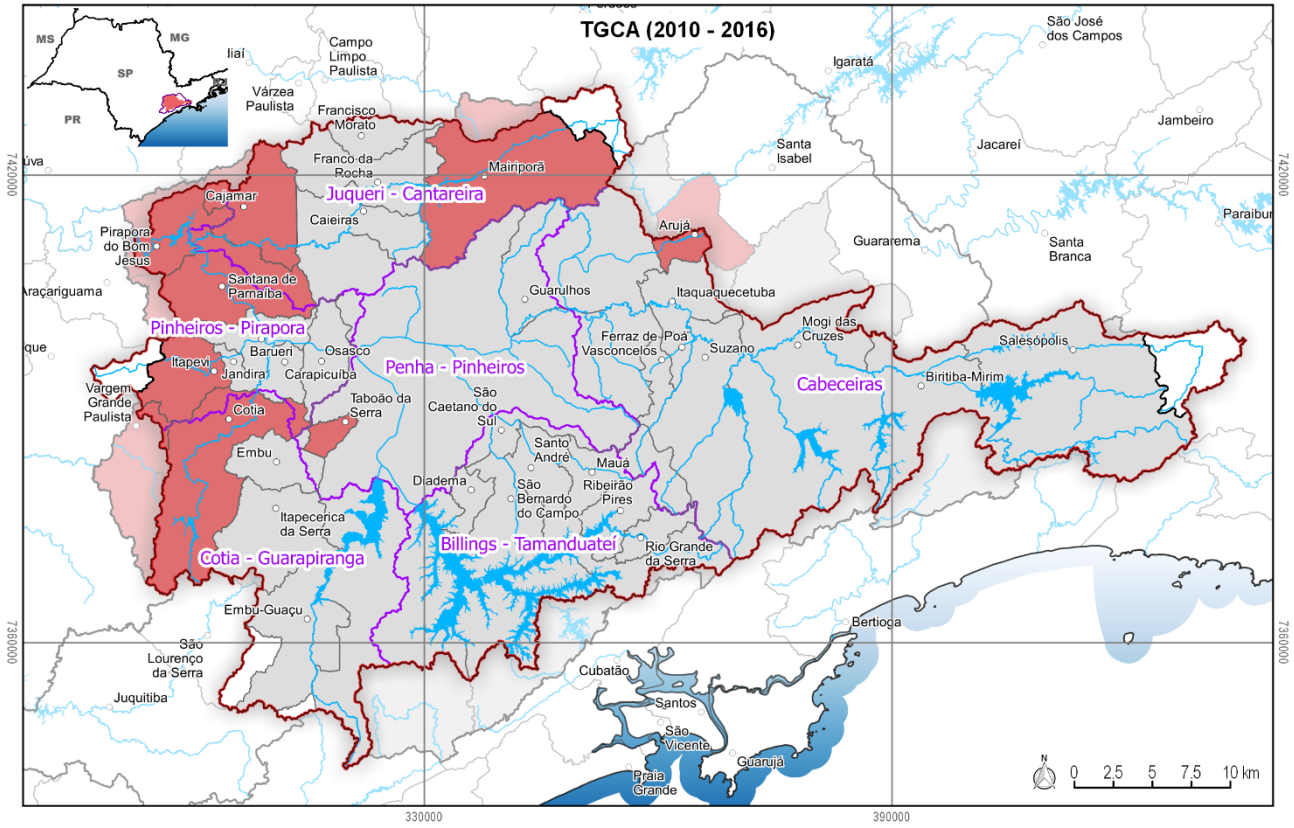 TGCA (2010 - 2016)
MS
MG
SP
RJ
PR
Campo
Limpo
Paulista
Várzea
Paulista
Francisco
Morato
Franco da
Rocha
Mairiporã
Juqueri - Cantareira
Cajamar
Caieiras
Pirapora
do Bom
Jesus
Santana de
Parnaíba
Araçariguama
Igaratá
São José
dos Campos
Jambeiro
Jacareí
Santa
Isabel
Arujá
Guararema
Santa
Branca
Paraibun
Guarulhos
Itaquaquecetuba
Pinheiros - Pirapora
Barueri
Osasco
Itapevi
Jandira
Carapicuíba
Penha - Pinheiros
Ferraz de
Vasconcelos
Poá
Suzano
Mogi das
Cruzes
Salesópolis
Biritiba-Mirim
Cabeceiras
Vargem
Grande
Paulista
Cotia
Taboão da
Serra
São
Caetano do
Sul
Embu
Santo
André
Mauá
Diadema
São
Bernardo
do Campo
Ribeirão
Pires
Itapecerica
da Serra
Cotia - Guarapiranga
Billings - Tamanduateí
Rio Grande
da Serra
Embu-Guaçu
São
Lourenço
da Serra
Juquitiba
Bertioga
Cubatão
Santos
São
Vicente
Guarujá
Praia
Grande
N
0 2,5 5 7,5 10 km
7420000
7420000
7360000
7360000
330000
390000